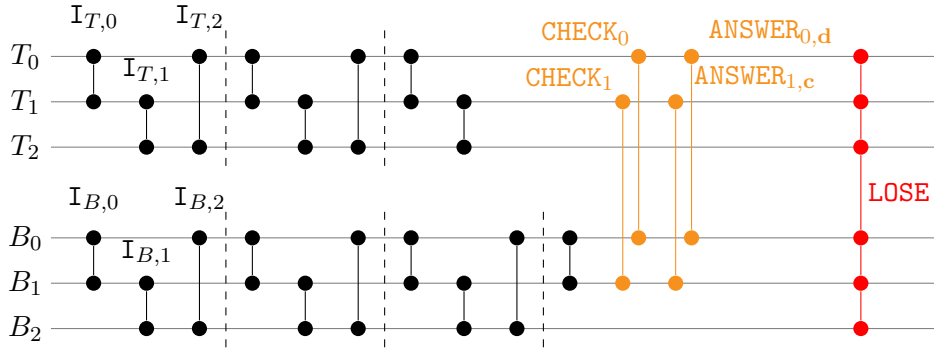 I_{T,0} I_{T,2}
CHECK_0 ANSWER_{0,d}
T_0
I_{T,1}
CHECK_1 ANSWER_{1,c}
T_1
T_2
LOSE
I_{B,0} I_{B,2}
B_0
I_{B,1}
B_1
B_2